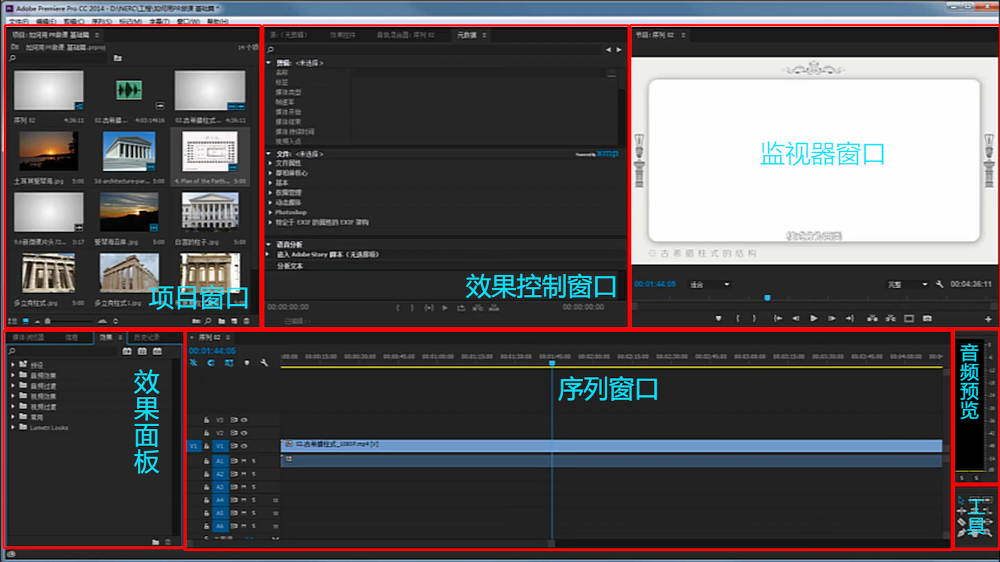 Adobe Premiere Pro CC 2014 - D:\NERC\工程\如何用PR做课 基础篇 *
文件(F) 编辑(E) 剪辑(C) 序列(S) 标记(M) 字幕(T) 窗口(W) 帮助(H)
项目: 如何用PR做课 基础篇
如何用PR做课 基础篇.prproj
14 个项
序列 02 4:36:11
02.古希腊... 4:03:14616
02.古希腊柱式... 4:36:11
土耳其爱琴海.jpg 5:00
3d-architecture-par... 5:00
4. Plan of the Parth... 5:00
3:17
爱琴海沿岸.jpg 5:00
白宫的柱子.jpg 5:00
多立克柱式.jpg 5:00
多立克柱式1.jpg 5:00
项目窗口
源: (无剪辑) 效果控件 音轨混合器: 序列 02 元数据
剪辑: <未选择>
名称
标签
媒体类型
帧速率
媒体开始
媒体结束
媒体持续时间
视频入点
文件: <未选择>
Powered By xmp
文件属性
都柏林核心
基本
权限管理
动态媒体
Photoshop
特定于 EXIF 的属性的 EXIF 架构
语音分析
嵌入 Adobe Story 脚本 (无选择项)
分析文本
效果控制窗口
00:00:00:00 00:00:00:00
已编辑: -
节目: 序列 02
监视器窗口
古希腊柱式的结构
00:01:44:05 适合 完整 00:04:36:11
媒体浏览器 信息 效果 历史记录
预设
音频效果
音频过渡
视频效果
视频过渡
常用
Lumetri Looks
效果面板
序列 02
00:01:44:05
:00:00 00:00:15:00 00:00:30:00 00:00:45:00 00:01:00:00 00:01:15:00 00:01:30:00 00:01:45:00 00:02:00:00 00:02:15:00 00:02:30:00 00:02:45:00 00:03:00:00 00:03:15:00 00:03:30:00 00:03:45:00 00:04:00:00
序列窗口
V3
V2
V1 V1 02.古希腊柱式_1080P.mp4 [V]
A1 M S
A2 M S
A3 M S
A4 M S
A5 M S
A6 M S
音频预览
0
-6
-12
-18
-24
-30
-36
-42
-48
-54
dB
S S
工具